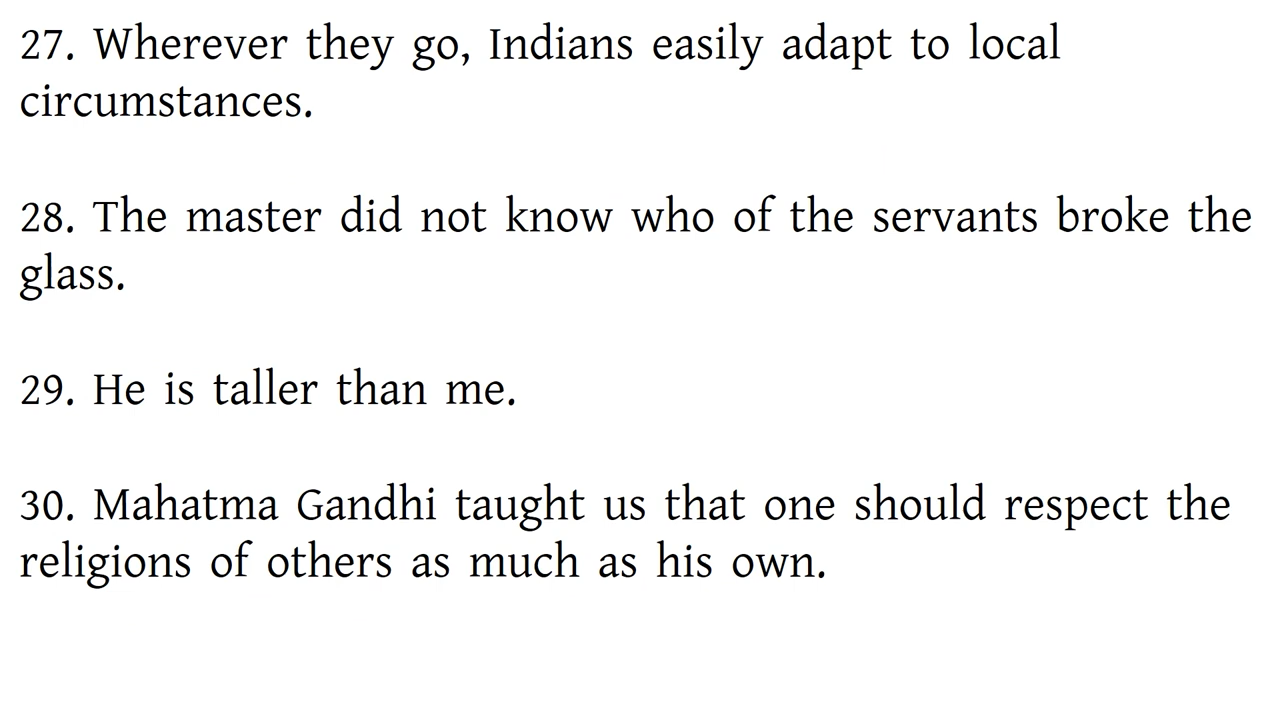 27. Wherever they go, Indians easily adapt to local
circumstances.
28. The master did not know who of the servants broke the
glass.
29. He is taller than me.
30. Mahatma Gandhi taught us that one should respect the
religions of others as much as his own.